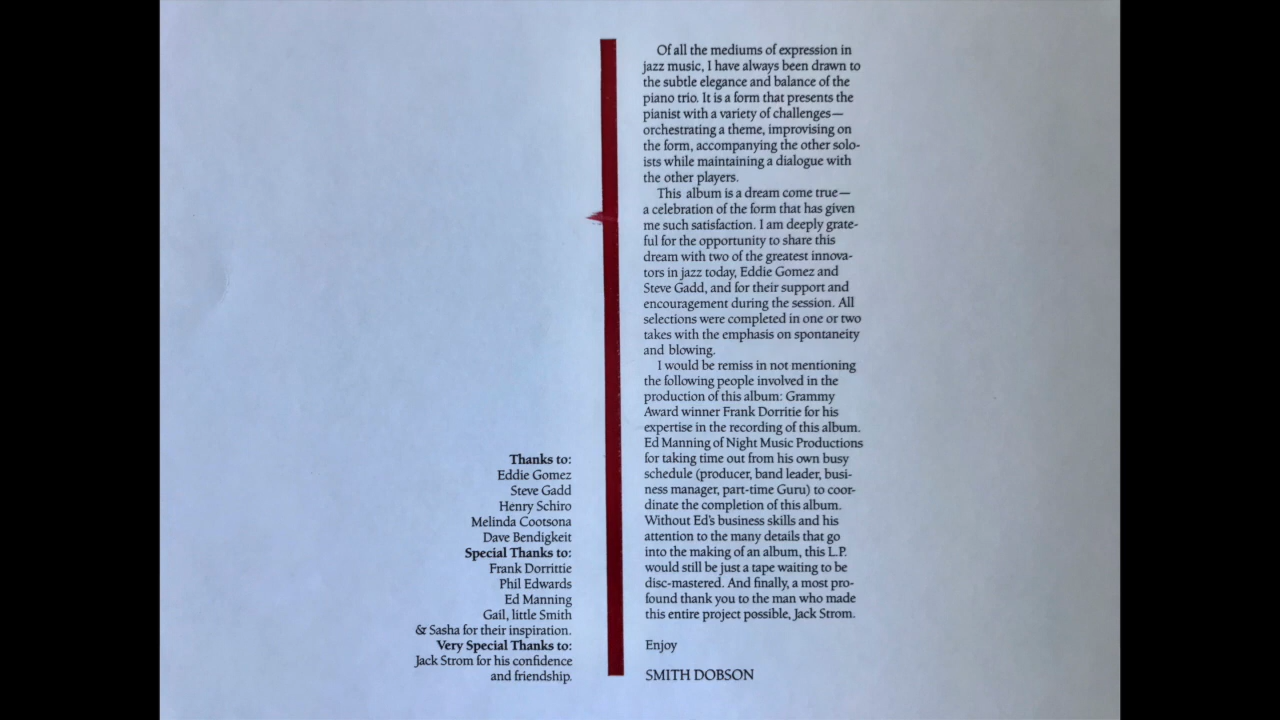 Of all the mediums of expression in
jazz music, I have always been drawn to
the subtle elegance and balance of the
piano trio. It is a form that presents the
pianist with a variety of challenges—
orchestrating a theme, improvising on
the form, accompanying the other solo-
ists while maintaining a dialogue with
the other players.
This album is a dream come true—
a celebration of the form that has given
me such satisfaction. I am deeply grate-
ful for the opportunity to share this
dream with two of the greatest innova-
tors in jazz today, Eddie Gomez and
Steve Gadd, and for their support and
encouragement during the session. All
selections were completed in one or two
takes with the emphasis on spontaneity
and blowing.
I would be remiss in not mentioning
the following people involved in the
production of this album: Grammy
Award winner Frank Dorritie for his
expertise in the recording of this album.
Ed Manning of Night Music Productions
for taking time out from his own busy
schedule (producer, band leader, busi-
ness manager, part-time Guru) to coor-
dinate the completion of this album.
Without Ed's business skills and his
attention to the many details that go
into the making of an album, this L.P.
would still be just a tape waiting to be
disc-mastered. And finally, a most pro-
found thank you to the man who made
this entire project possible, Jack Strom.
Enjoy
SMITH DOBSON
Thanks to:
Eddie Gomez
Steve Gadd
Henry Schiro
Melinda Cootsona
Dave Bendigkeit
Special Thanks to:
Frank Dorrittie
Phil Edwards
Ed Manning
Gail, little Smith
& Sasha for their inspiration.
Very Special Thanks to:
Jack Strom for his confidence
and friendship.